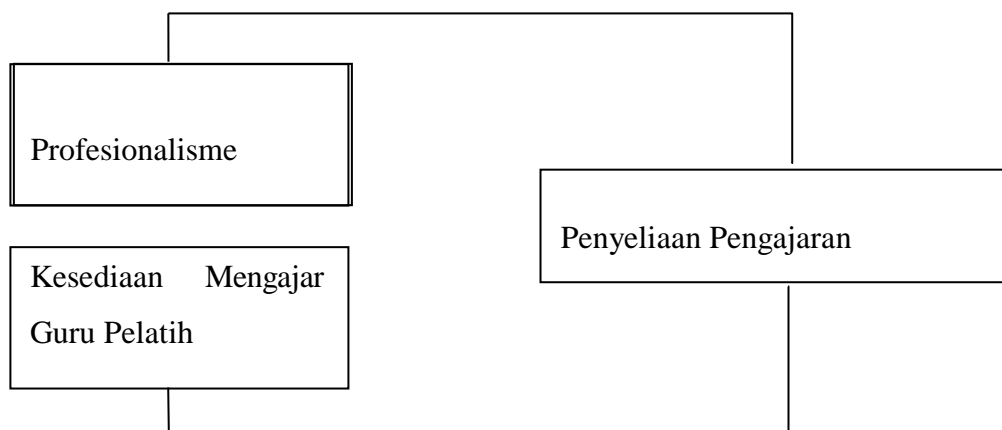 Profesionalisme
Penyeliaan Pengajaran
Kesediaan Mengajar
Guru Pelatih